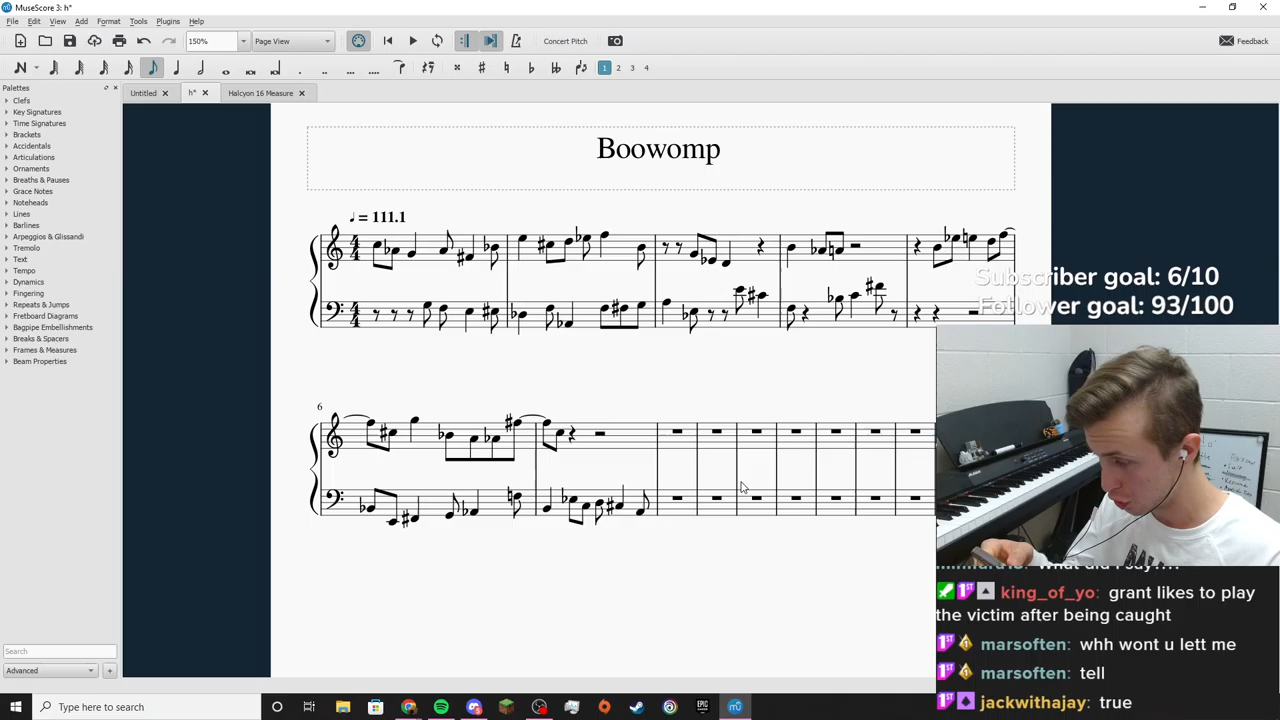 MuseScore 3: h*
File Edit View Add Format Tools Plugins Help
150% Page View Concert Pitch Feedback
1 2 3 4
Palettes
Untitled h* Halcyon 16 Measure
Clefs
Key Signatures
Time Signatures
Brackets
Accidentals
Articulations
Ornaments
Breaths & Pauses
Grace Notes
Noteheads
Lines
Barlines
Arpeggios & Glissandi
Tremolo
Text
Tempo
Dynamics
Fingering
Repeats & Jumps
Fretboard Diagrams
Bagpipe Embellishments
Breaks & Spacers
Frames & Measures
Beam Properties
Search
Advanced +
Boowomp
= 111.1
6
Subscriber goal: 6/10
Follower goal: 93/100
king_of_yo: grant likes to play
the victim after being caught
marsoften: whh wont u lett me
marsoften: tell
jackwithajay: true
Type here to search